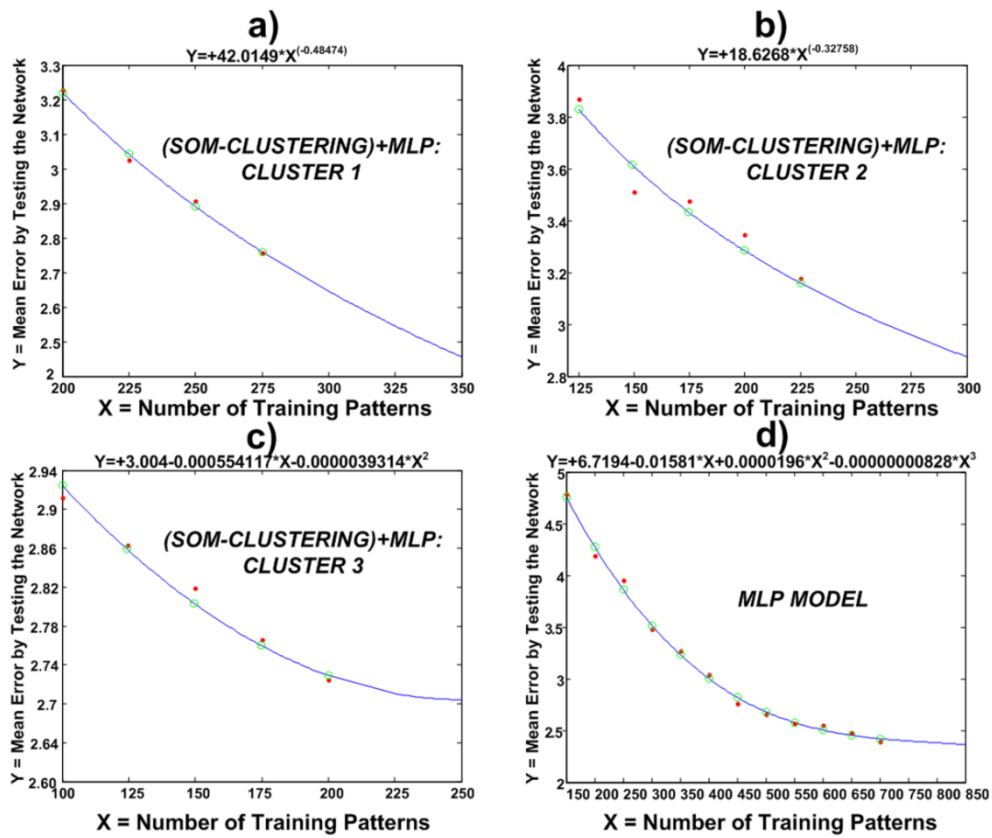 a)
Y=+42.0149*X(-0.48474)
Y = Mean Error by Testing the Network
3.3
3.2
3.1
3
2.9
2.8
2.7
2.6
2.5
2
(SOM-CLUSTERING)+MLP:
CLUSTER 1
200 225 250 275 300 325 350
X = Number of Training Patterns
b)
Y=+18.6268*X(-0.32758)
Y = Mean Error by Testing the Network
4
3.8
3.6
3.4
3.2
3
2.8
(SOM-CLUSTERING)+MLP:
CLUSTER 2
125 150 175 200 225 250 275 300
X = Number of Training Patterns
c)
Y=+3.004-0.000554117*X-0.0000039314*X2
Y = Mean Error by Testing the Network
2.94
2.9
2.86
2.82
2.78
2.74
2.7
2.64
2.60
(SOM-CLUSTERING)+MLP:
CLUSTER 3
100 125 150 175 200 225 250
X = Number of Training Patterns
d)
Y=+6.7194-0.01581*X+0.0000196*X2-0.00000000828*X3
Y = Mean Error by Testing the Network
5
4.5
4
3.5
3
2.5
2
MLP MODEL
150 200 250 300 350 400 450 500 550 600 650 700 750 800 850
X = Number of Training Patterns